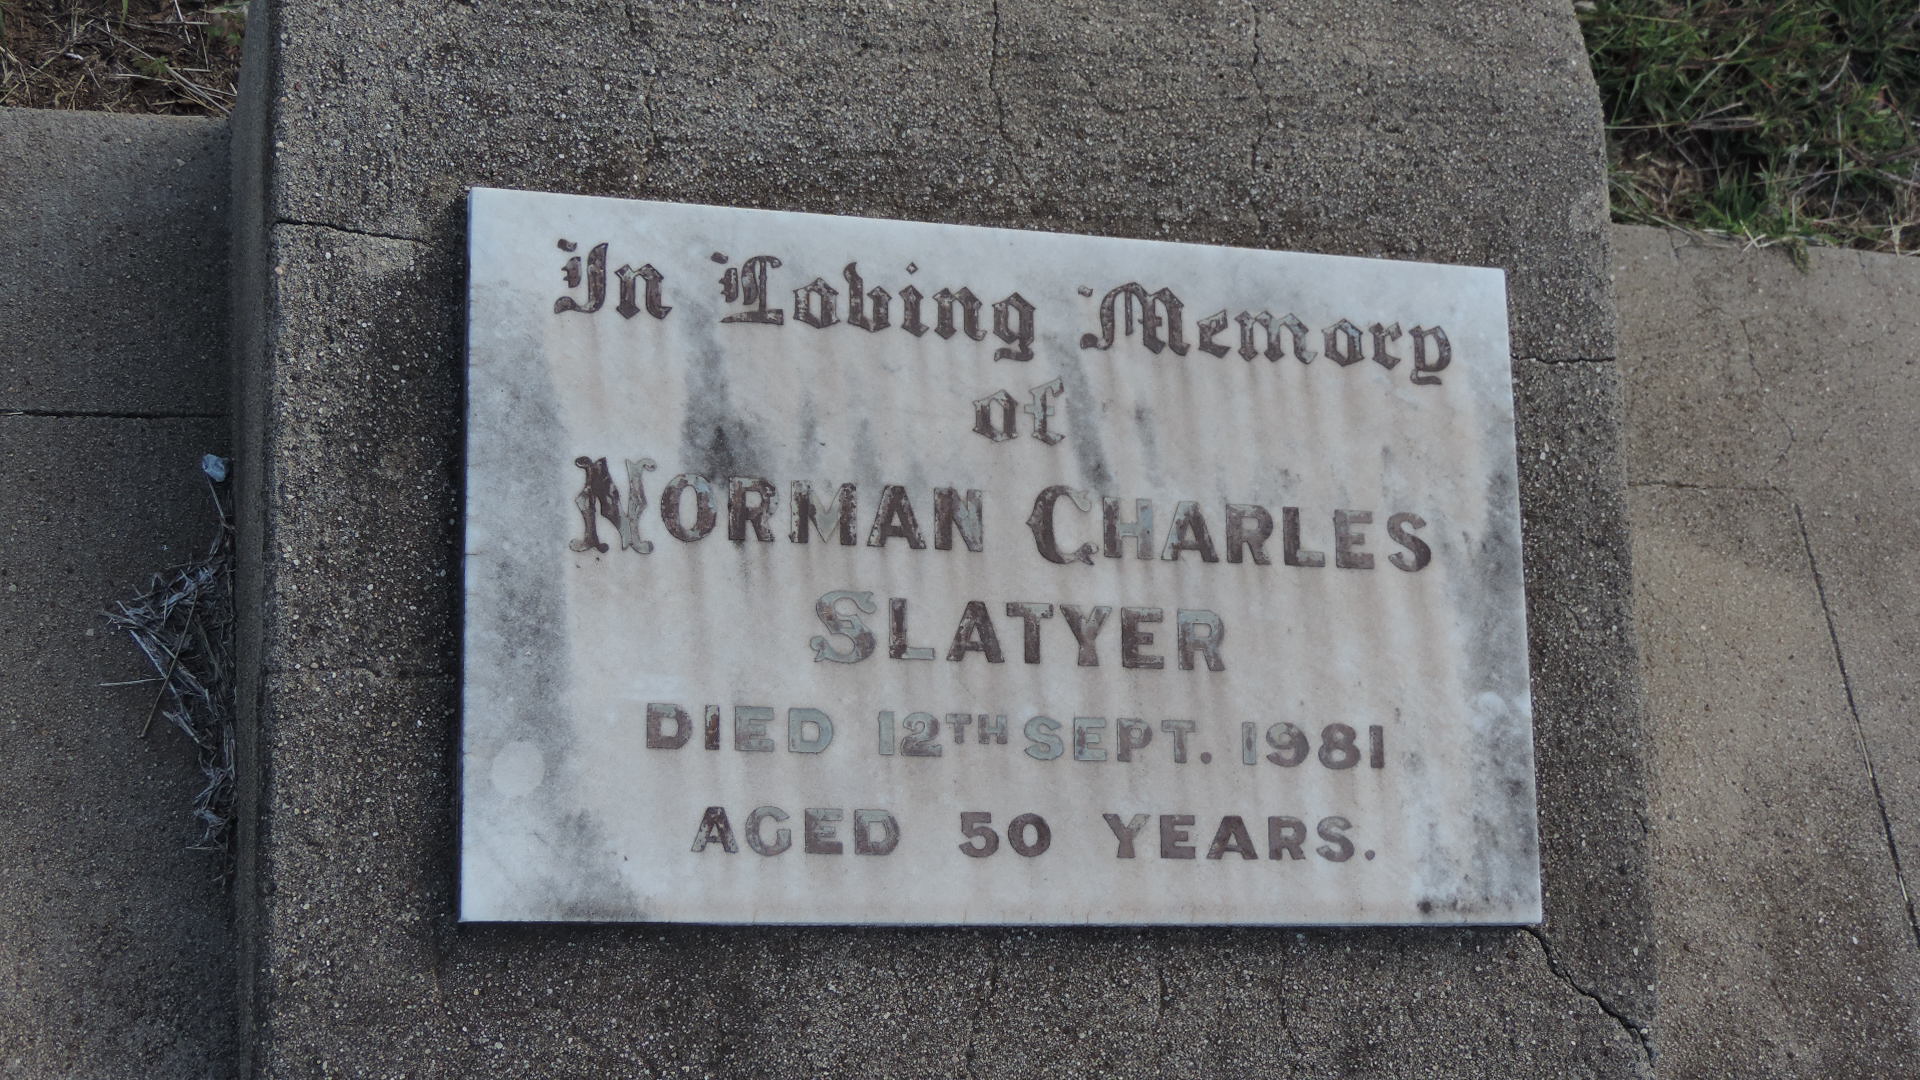 In Loving Memory
of
NORMAN CHARLES
SLATYER
DIED 12TH SEPT. 1981
AGED 50 YEARS.